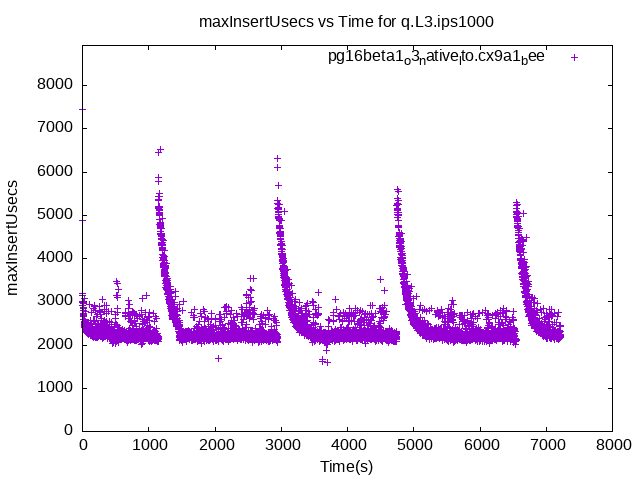 maxInsertUsecs vs Time for q.L3.ips1000
pg16beta1o3native_lto.cx9a1bee
maxInsertUsecs
8000
7000
6000
5000
4000
3000
2000
1000
0
0 1000 2000 3000 4000 5000 6000 7000 8000
Time(s)